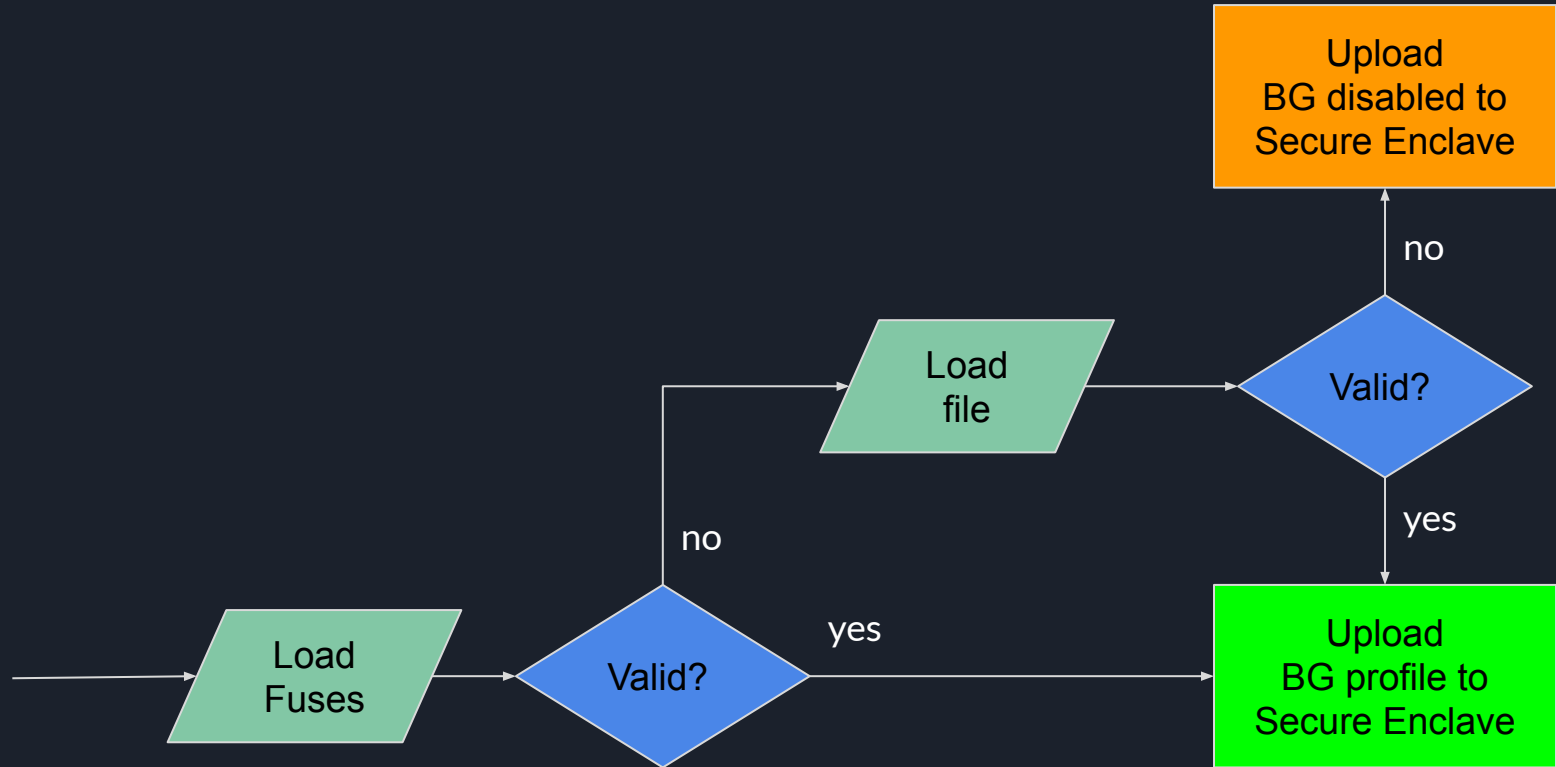 Upload
BG disabled to
Secure Enclave
no
Load
file
Valid?
no
yes
Load
Fuses
Valid?
yes
Upload
BG profile to
Secure Enclave